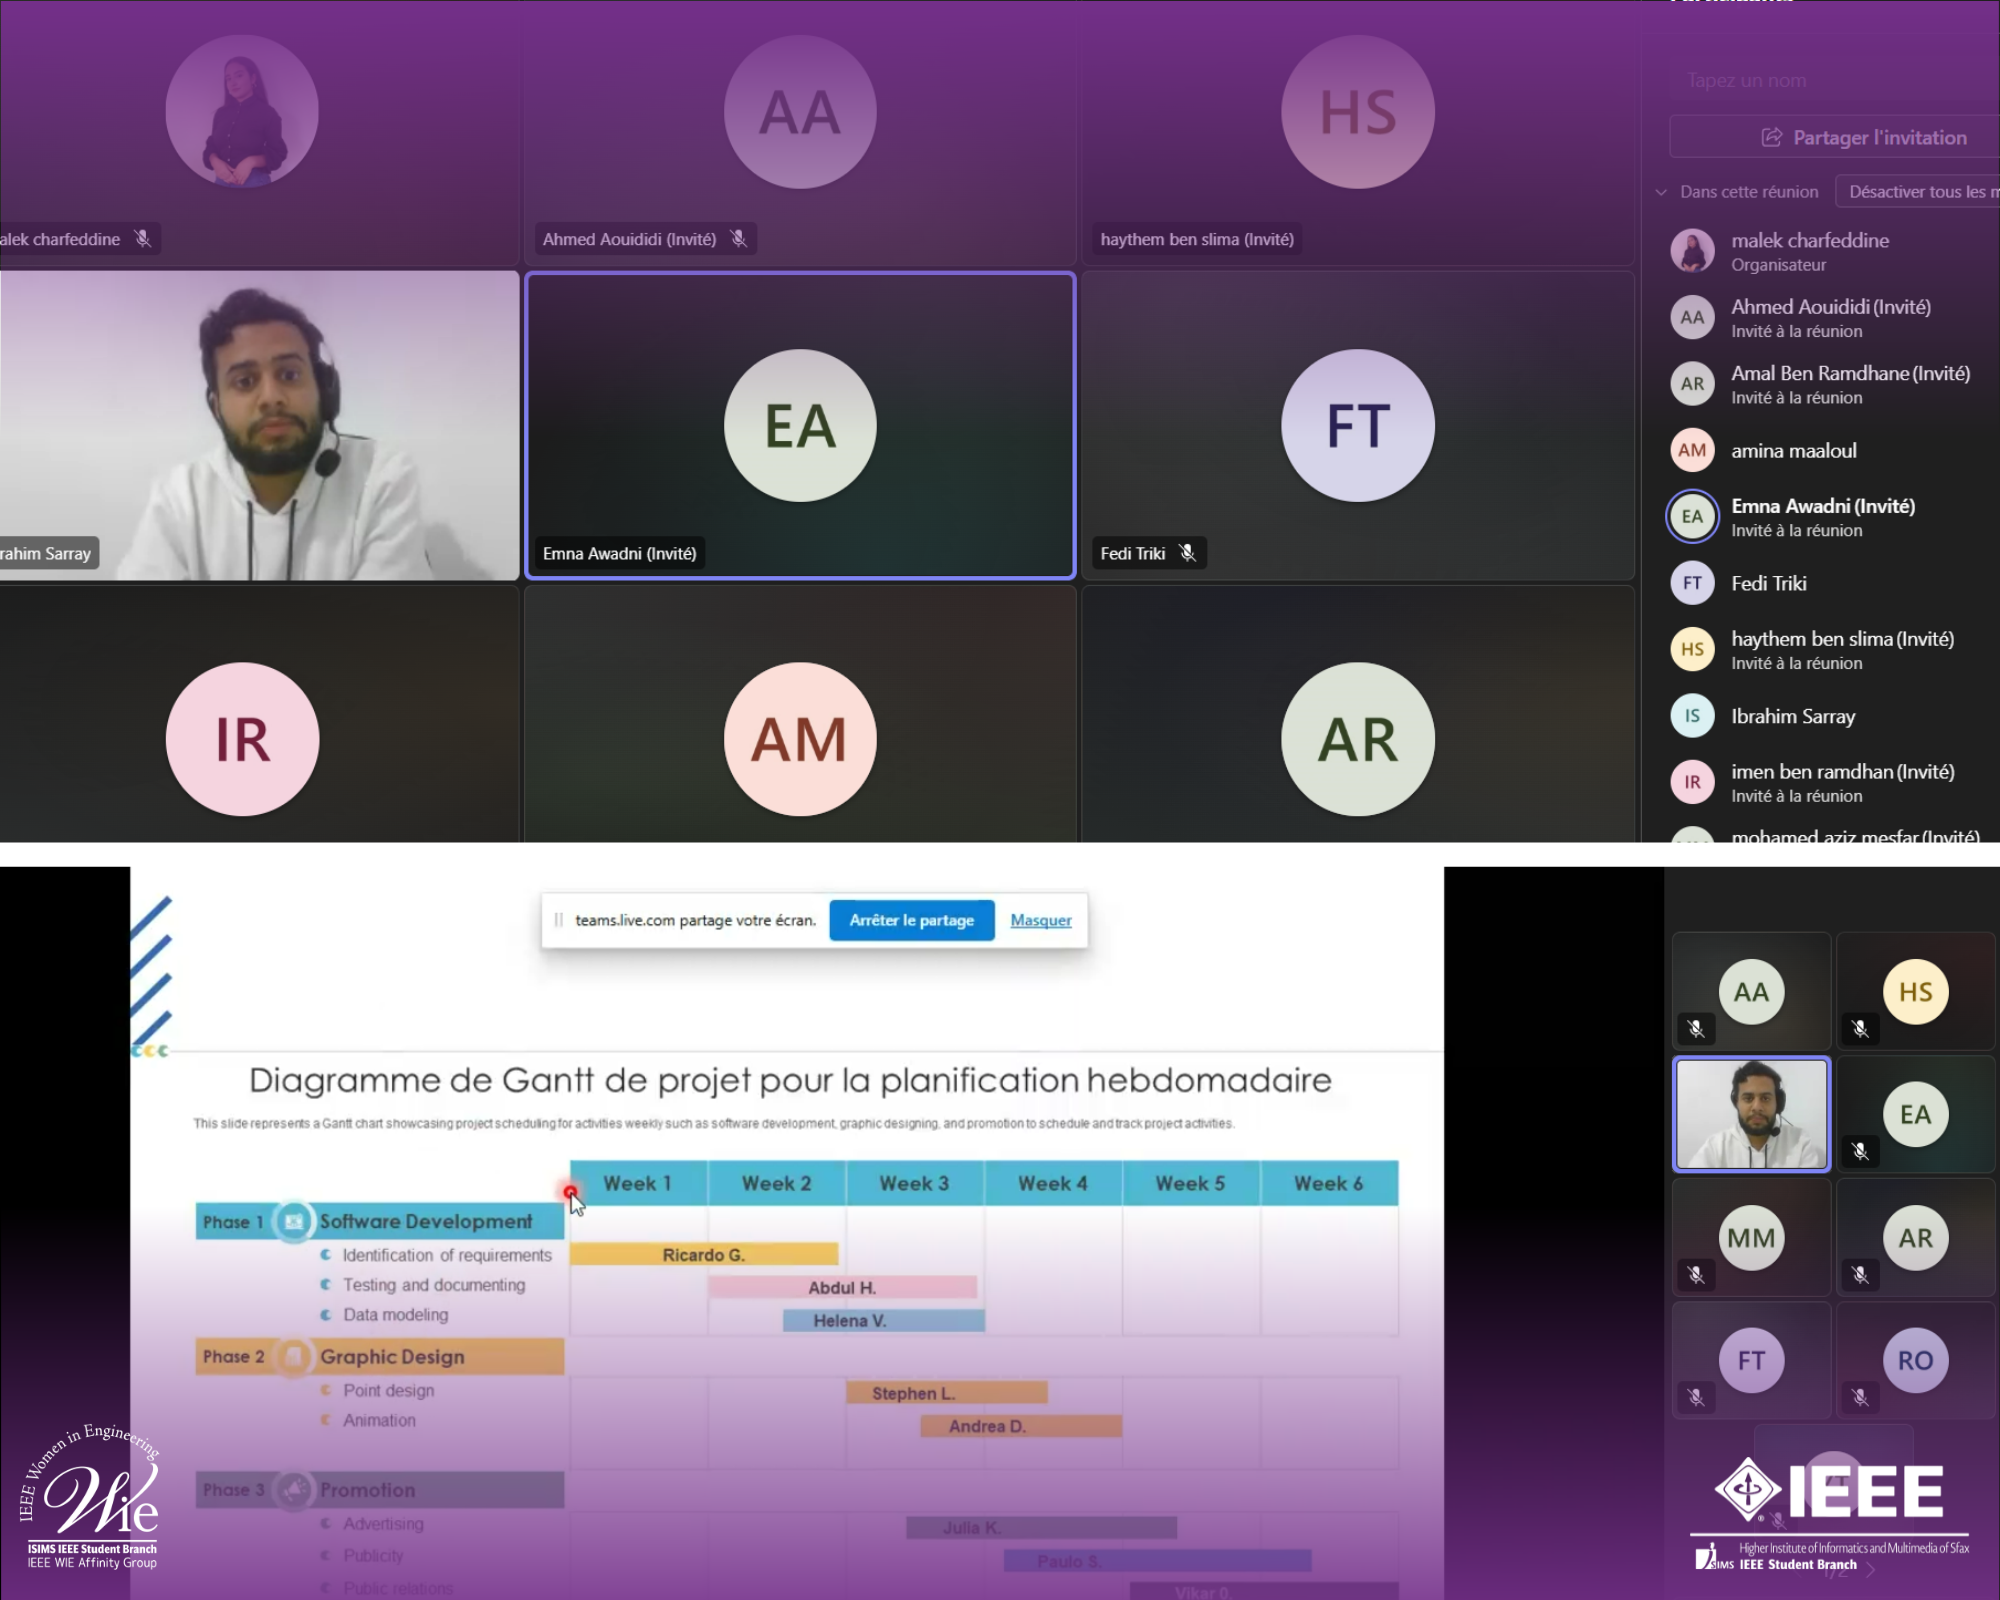 Tapez un nom
Partager l'invitation
Dans cette réunion
Désactiver tous les m
AA
HS
alek charfeddine
Ahmed Aouididi (Invité)
haythem ben slima (Invité)
malek charfeddine
Organisateur
AA
Ahmed Aouididi (Invité)
Invité à la réunion
AR
Amal Ben Ramdhane (Invité)
Invité à la réunion
AM
amina maaloul
EA
Emna Awadni (Invité)
Invité à la réunion
FT
Fedi Triki
HS
haythem ben slima (Invité)
Invité à la réunion
IS
Ibrahim Sarray
IR
imen ben ramdhan (Invité)
Invité à la réunion
mohamed aziz mesfar (Invité)
EA
FT
rahim Sarray
Emna Awadni (Invité)
Fedi Triki
IR
AM
AR
teams.live.com partage votre écran.
Arrêter le partage
Masquer
Diagramme de Gantt de projet pour la planification hebdomadaire
This slide represents a Gantt chart showcasing project scheduling for activities weekly such as software development, graphic designing, and promotion to schedule and track project activities.
Week 1 Week 2 Week 3 Week 4 Week 5 Week 6
Phase 1 Software Development
Identification of requirements Ricardo G.
Testing and documenting Abdul H.
Data modeling Helena V.
Phase 2 Graphic Design
Point design Stephen L.
Animation Andrea D.
Phase 3 Promotion
Advertising Julia K.
Publicity Paulo S.
Public relations Vikar O.
AA
HS
EA
MM
AR
FT
RO
IEEE Women in Engineering
Wie
ISIMS IEEE Student Branch
IEEE WIE Affinity Group
IEEE
Higher Institute of Informatics and Multimedia of Sfax
ISIMS IEEE Student Branch
1/2